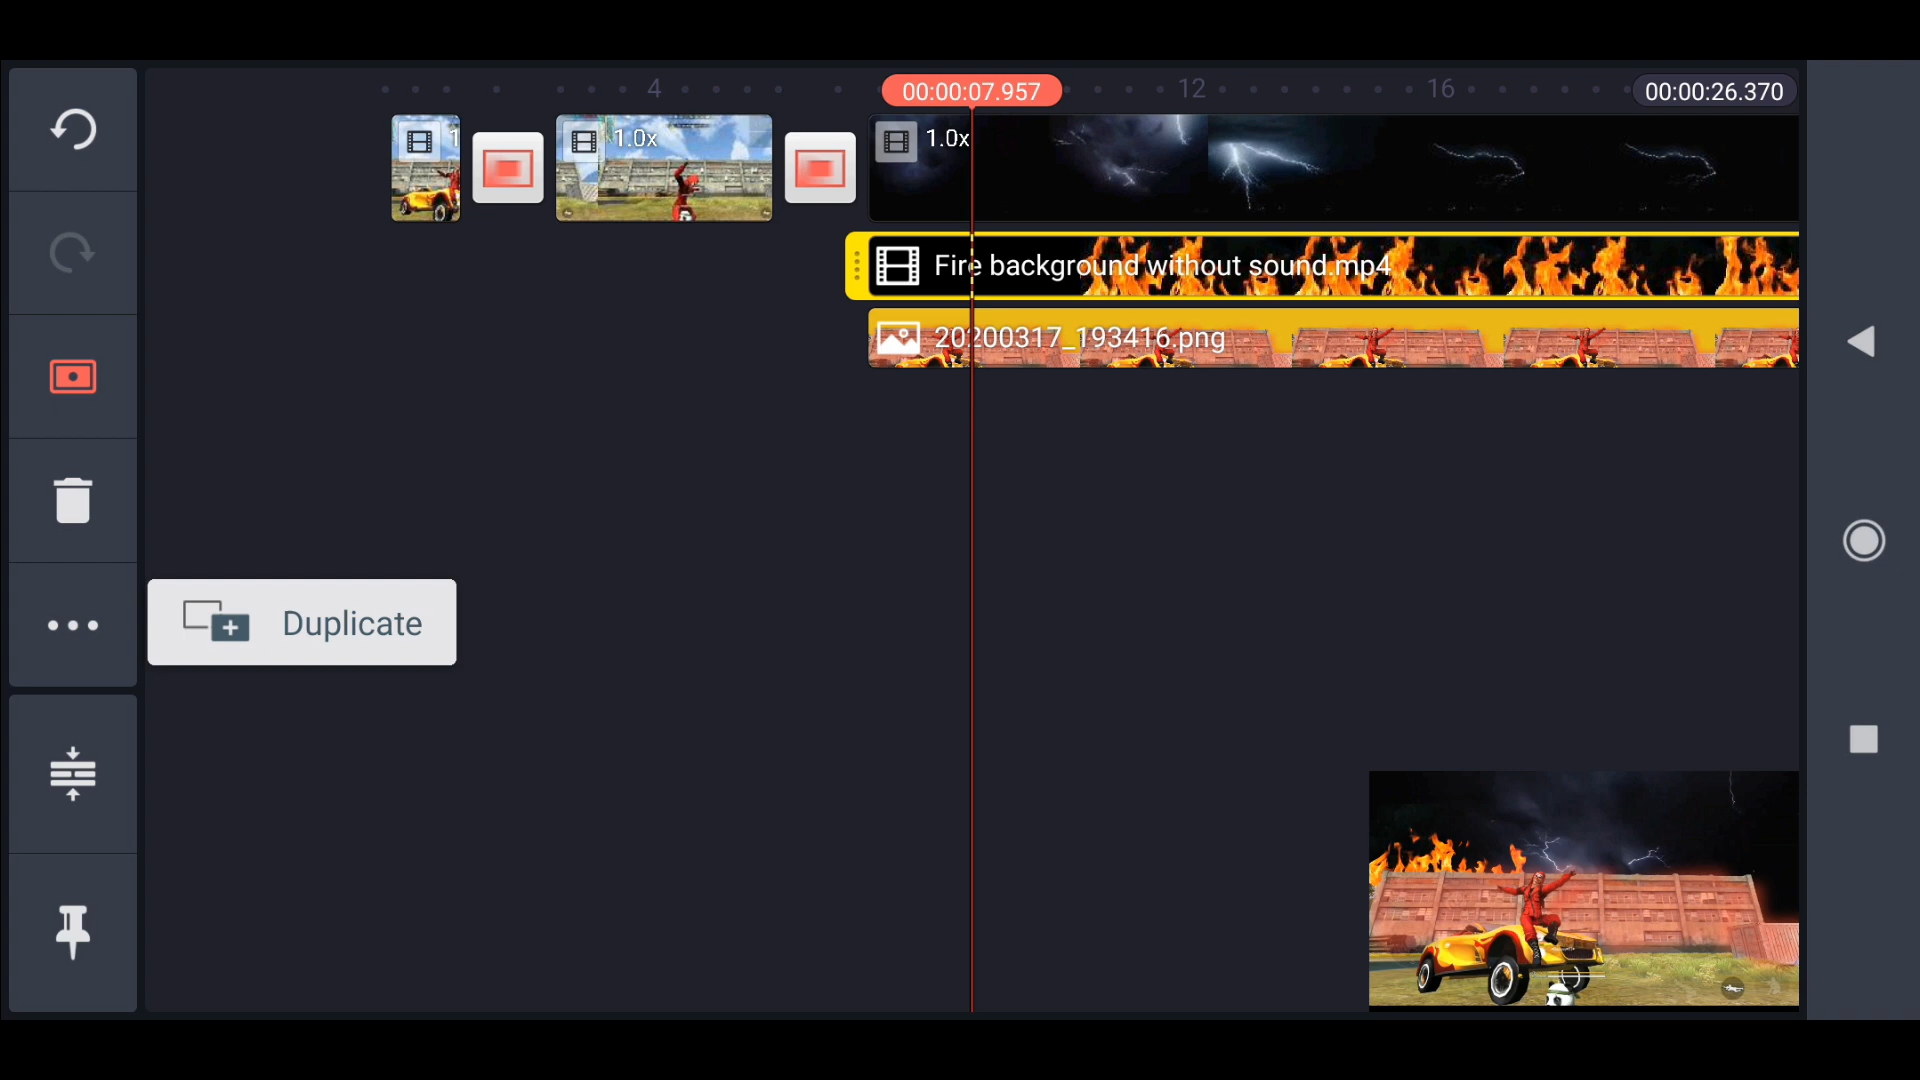 4
00:00:07.957
12
16
00:00:26.370
1
1.0x
1.0x
Fire background without sound.mp4
20200317_193416.png
Duplicate